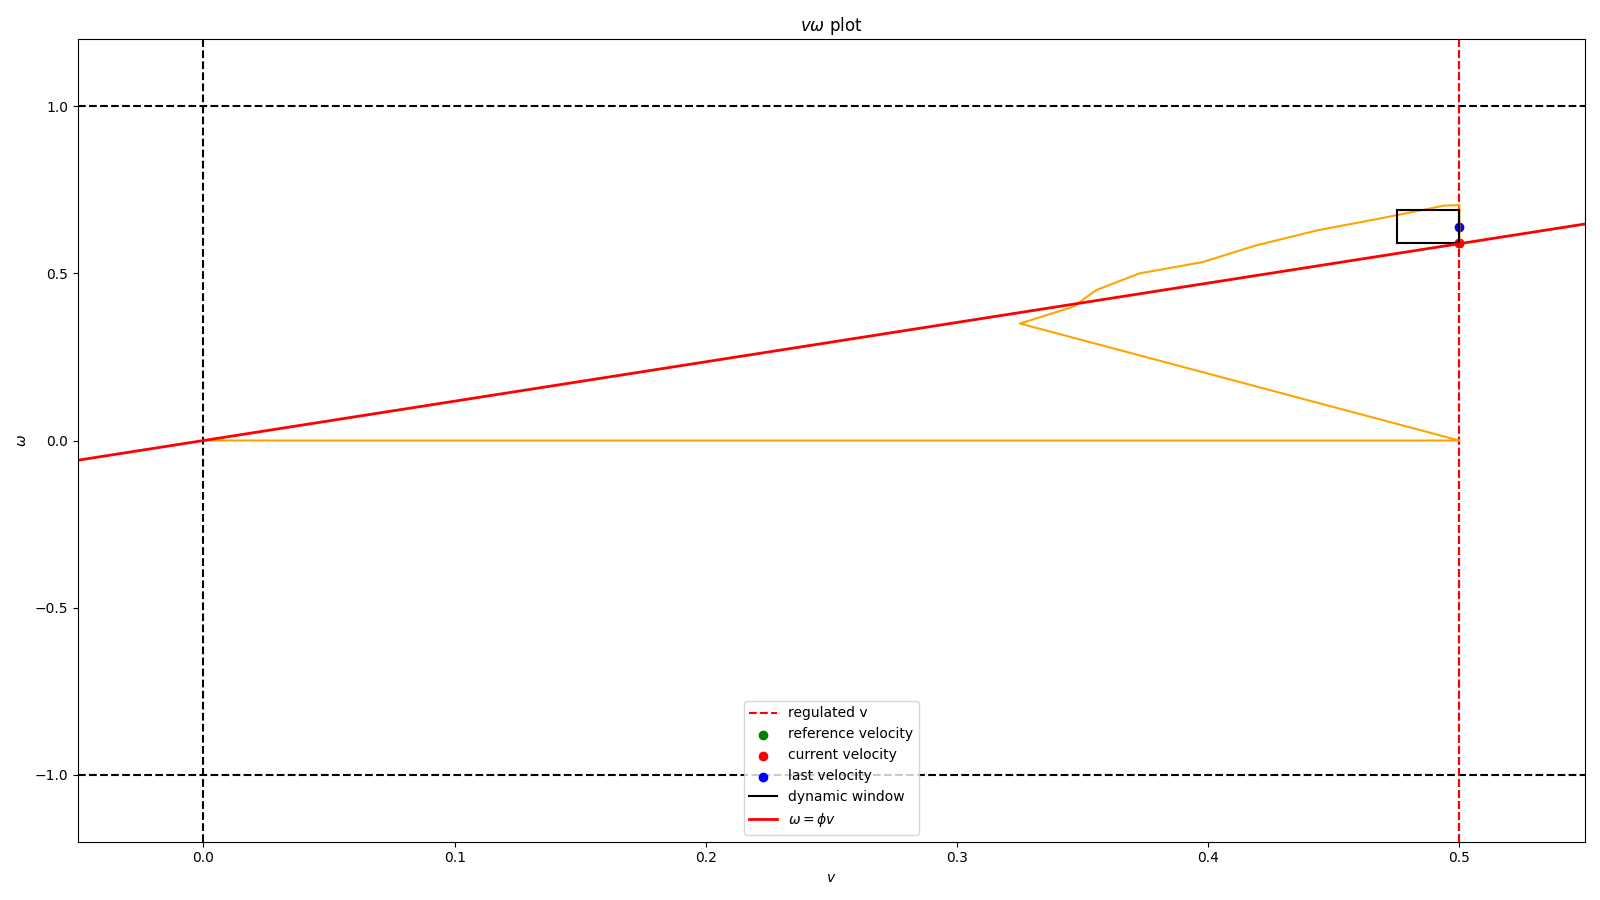 vω plot
1.0
0.5
0.0
−0.5
−1.0
ω
0.0 0.1 0.2 0.3 0.4 0.5
v
regulated v
reference velocity
current velocity
last velocity
dynamic window
ω = ϕv